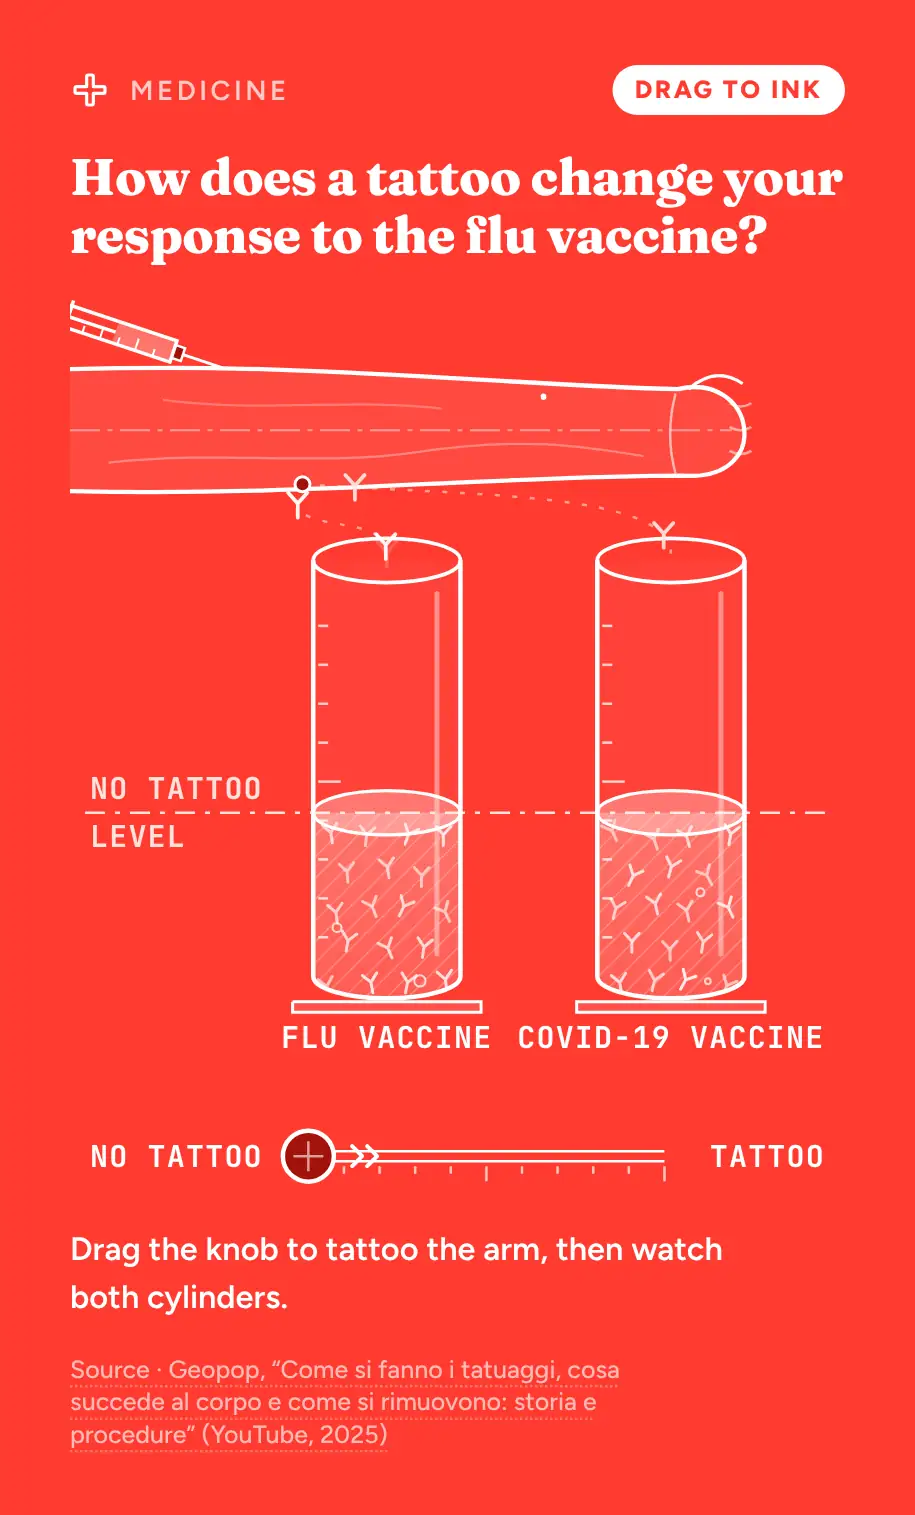 MEDICINE
DRAG TO INK
How does a tattoo change your
response to the flu vaccine?
NO TATTOO
LEVEL
FLU VACCINE
COVID-19 VACCINE
NO TATTOO
TATTOO
Drag the knob to tattoo the arm, then watch
both cylinders.
Source · Geopop, “Come si fanno i tatuaggi, cosa
succede al corpo e come si rimuovono: storia e
procedure” (YouTube, 2025)